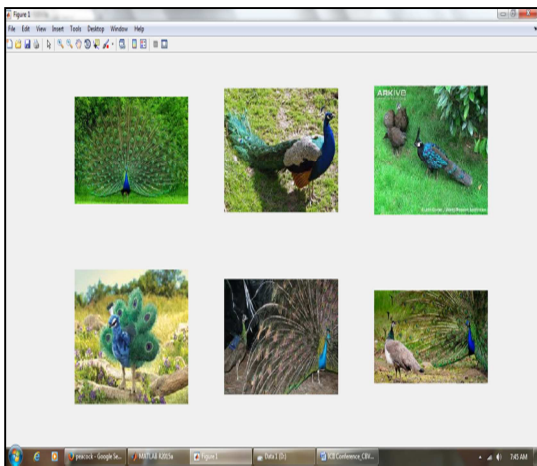 Figure 1
File Edit View Insert Tools Desktop Window Help
ARKIVE
peacock - Google Se...
MATLAB R2015a
Figure 1
Data 1 (D:)
7:45 AM